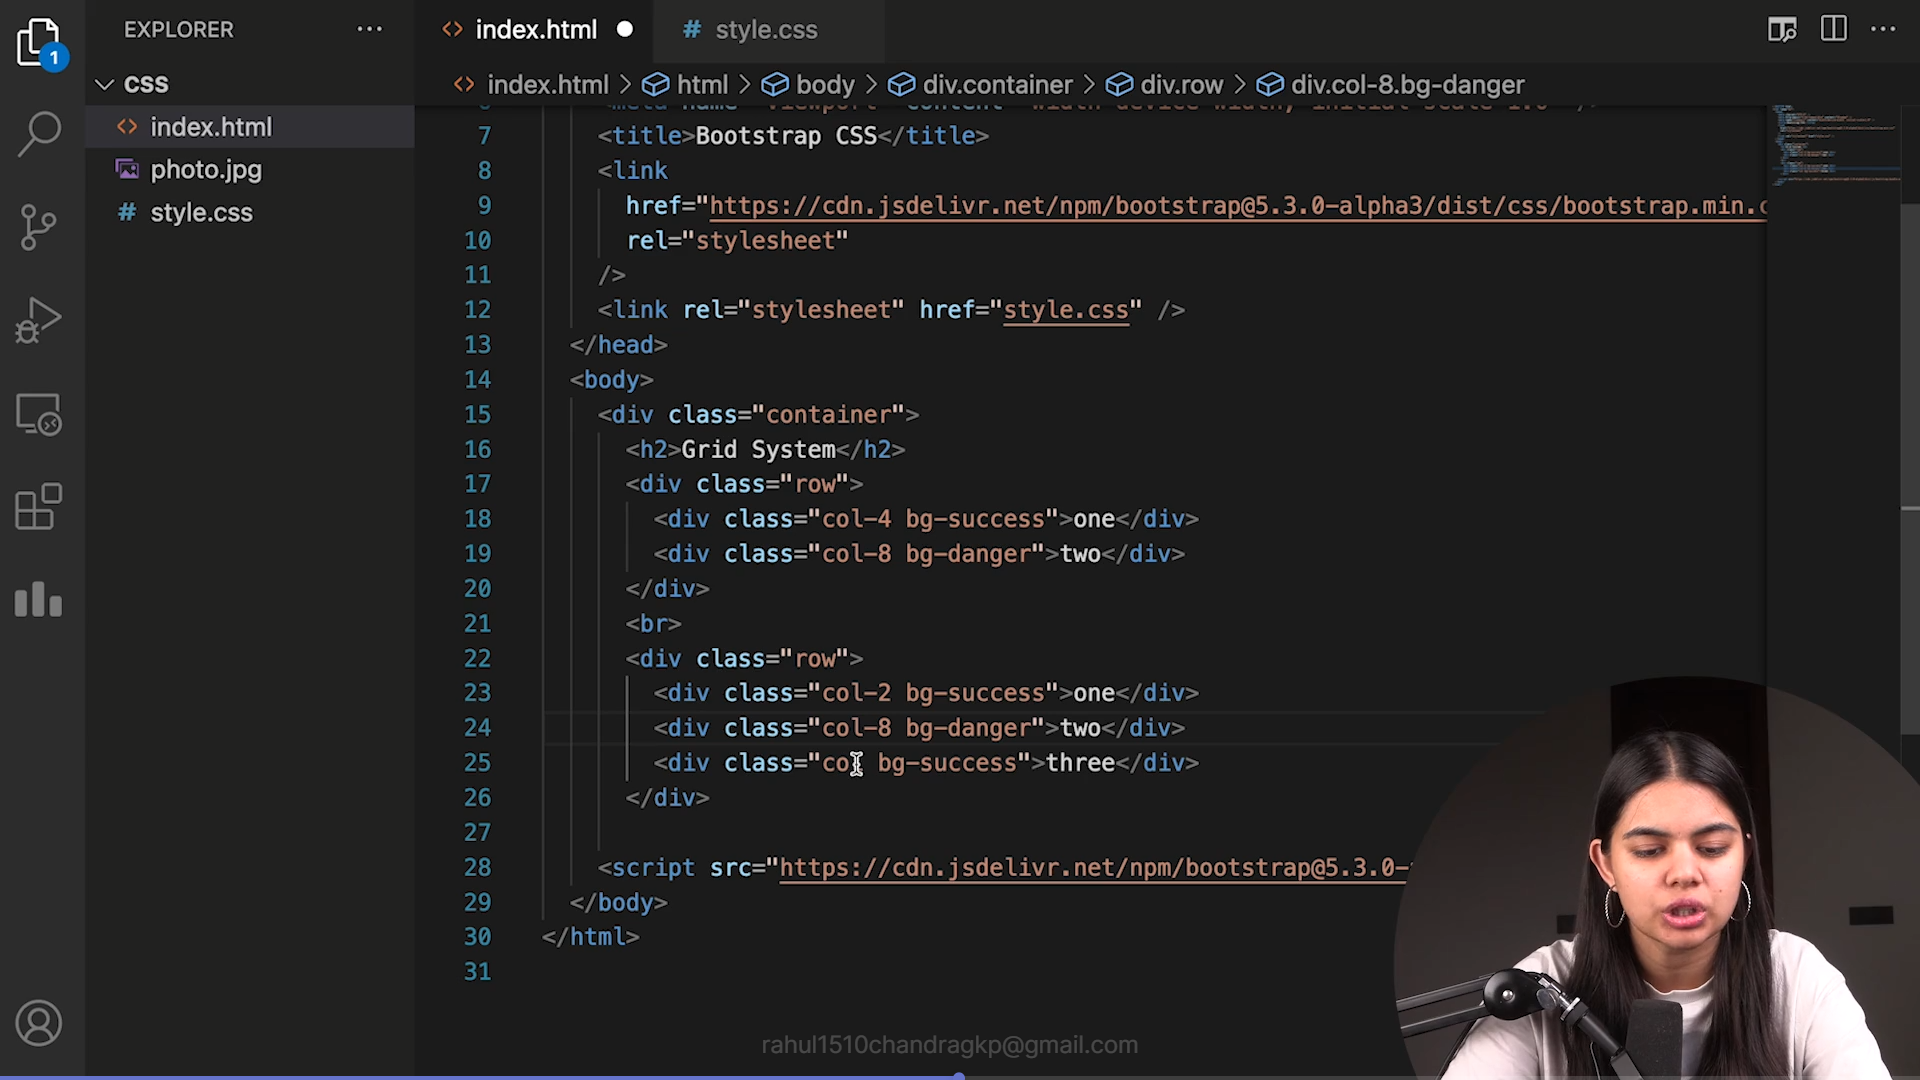 EXPLORER
index.html
style.css
1
CSS
index.html > html > body > div.container > div.row > div.col-8.bg-danger
index.html
photo.jpg
style.css
7 <title>Bootstrap CSS</title>
8 <link
9 href="https://cdn.jsdelivr.net/npm/bootstrap@5.3.0-alpha3/dist/css/bootstrap.min.c
10 rel="stylesheet"
11 />
12 <link rel="stylesheet" href="style.css" />
13 </head>
14 <body>
15 <div class="container">
16 <h2>Grid System</h2>
17 <div class="row">
18 <div class="col-4 bg-success">one</div>
19 <div class="col-8 bg-danger">two</div>
20 </div>
21 <br>
22 <div class="row">
23 <div class="col-2 bg-success">one</div>
24 <div class="col-8 bg-danger">two</div>
25 <div class="col bg-success">three</div>
26 </div>
27
28 <script src="https://cdn.jsdelivr.net/npm/bootstrap@5.3.0-
29 </body>
30 </html>
31
rahul1510chandragkp@gmail.com